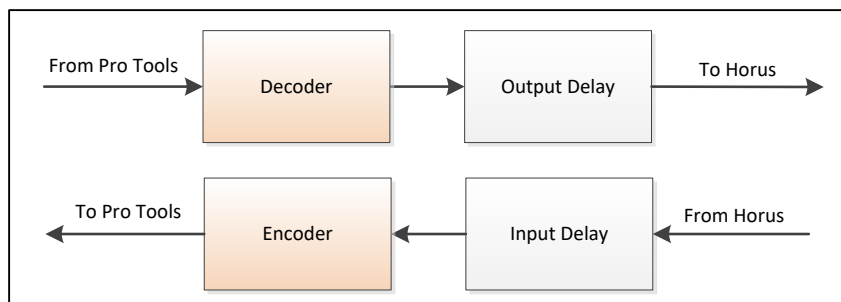 From Pro Tools
Decoder
Output Delay
To Horus
To Pro Tools
Encoder
Input Delay
From Horus